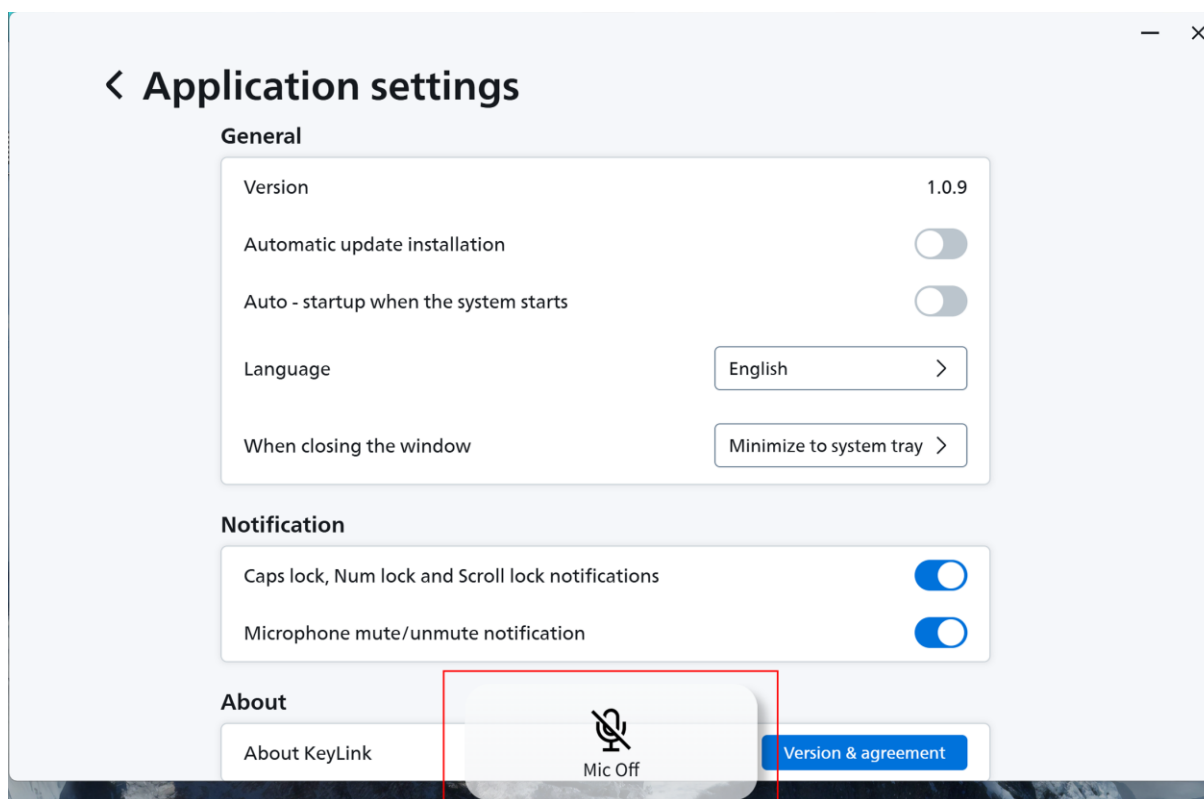 Application settings
General
Version 1.0.9
Automatic update installation
Auto - startup when the system starts
Language English
When closing the window Minimize to system tray
Notification
Caps lock, Num lock and Scroll lock notifications
Microphone mute/unmute notification
About
About KeyLink Version & agreement
Mic Off